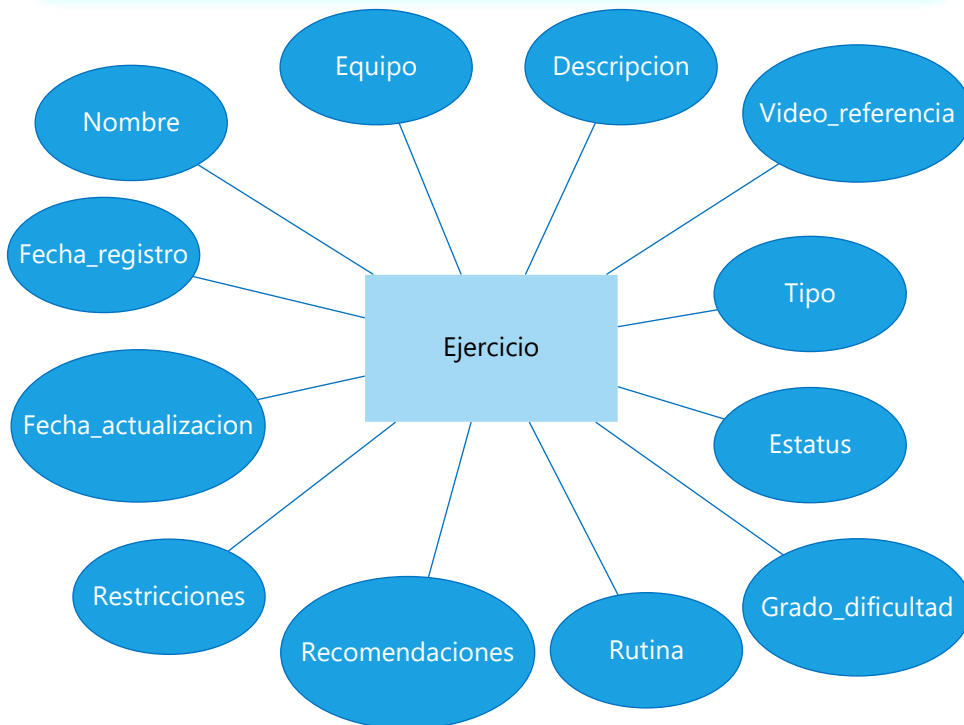 Equipo
Descripcion
Nombre
Video_referencia
Fecha_registro
Tipo
Ejercicio
Fecha_actualizacion
Estatus
Restricciones
Grado_dificultad
Recomendaciones
Rutina